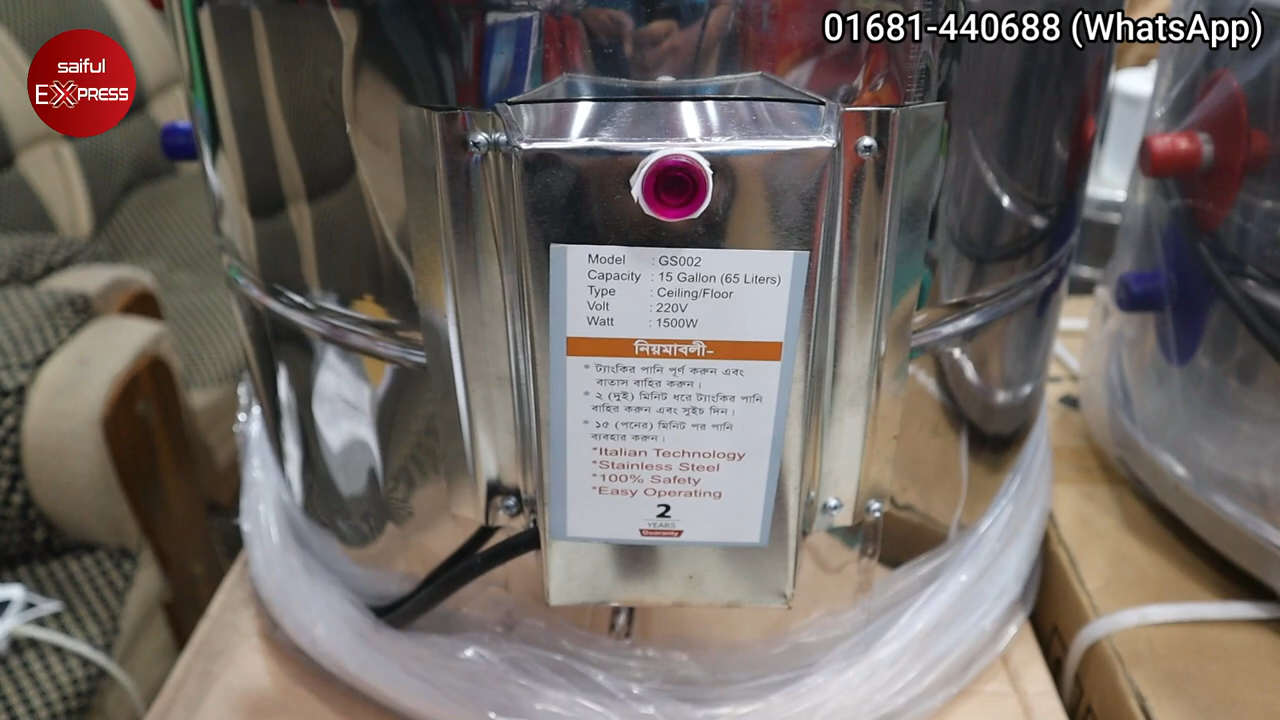 saiful
EXPRESS
01681-440688 (WhatsApp)
Model : GS002
Capacity : 15 Gallon (65 Liters)
Type : Ceiling/Floor
Volt : 220V
Watt : 1500W
নিয়মাবলী-
* ট্যাংকির পানি পূর্ণ করুন এবং
বাতাস বাহির করুন।
* ২ (দুই) মিনিট ধরে ট্যাংকির পানি
বাহির করুন এবং সুইচ দিন।
* ১৫ (পনের) মিনিট পর পানি
ব্যবহার করুন।
*Italian Technology
*Stainless Steel
*100% Safety
*Easy Operating
2
YEARS
Guaranty